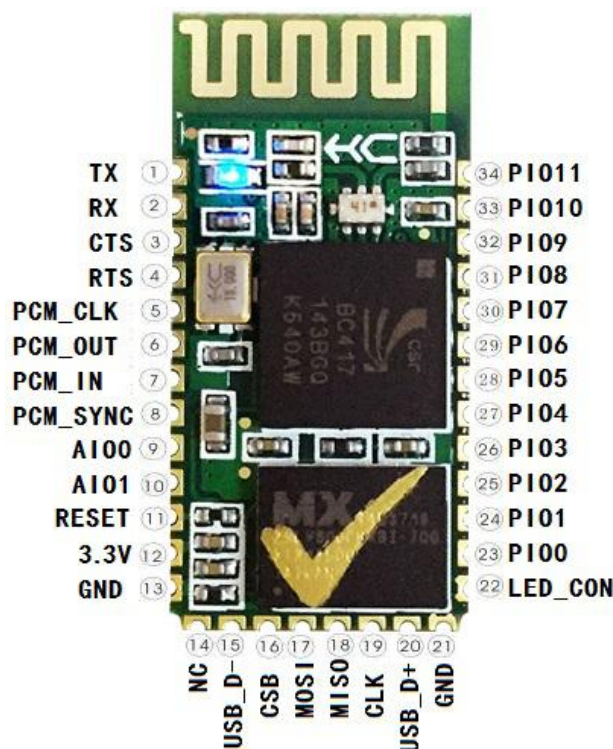 TX 1
RX 2
CTS 3
RTS 4
PCM_CLK 5
PCM_OUT 6
PCM_IN 7
PCM_SYNC 8
AIO0 9
AIO1 10
RESET 11
3.3V 12
GND 13
34 PIO11
33 PIO10
32 PIO9
31 PIO8
30 PIO7
29 PIO6
28 PIO5
27 PIO4
26 PIO3
25 PIO2
24 PIO1
23 PIO0
22 LED_CON
HC
csr
BC417
143BGQ
K540AW
MX
14 15 16 17 18 19 20 21
NC
USB_D-
CSB
MOSI
MISO
CLK
USB_D+
GND